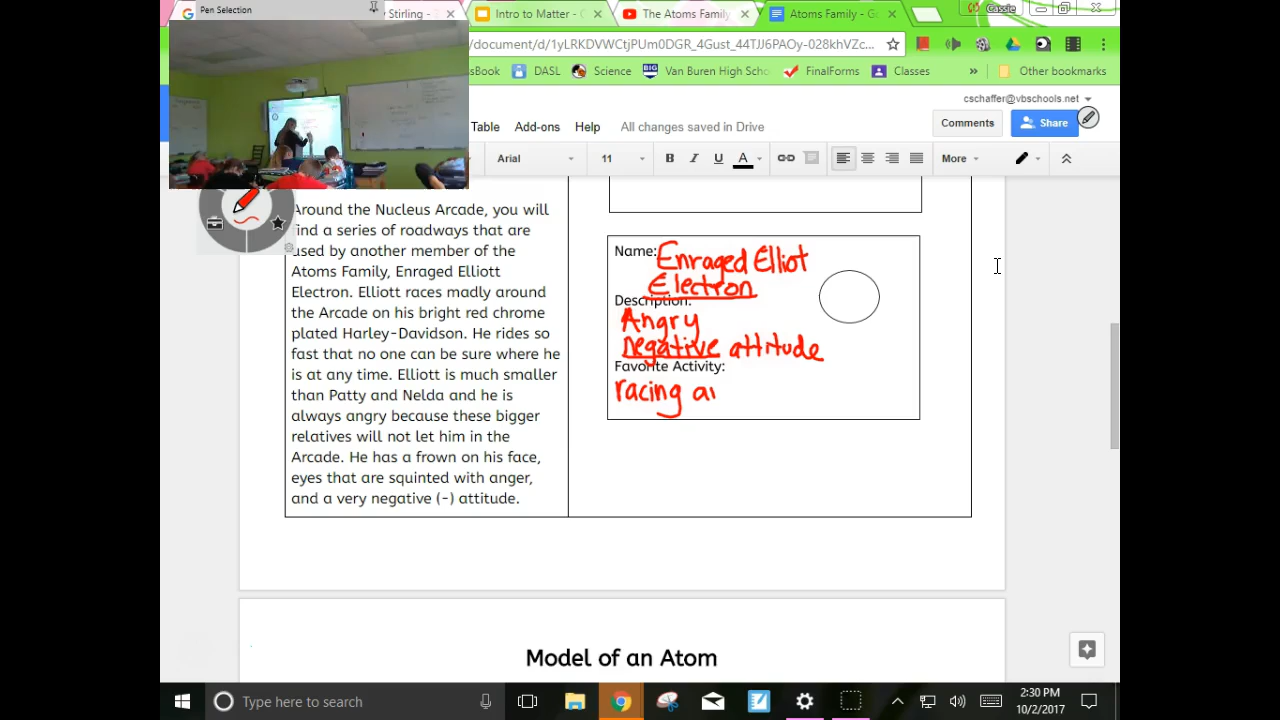 Pen Selection
y Stirling -
Intro to Matter -
The Atoms Family
Atoms Family - Go
Cassie
/document/d/1yLRKDVWCtjPUm0DGR_4Gust_44TJJ6PAOy-028khVZc...
ssBook
DASL
Science
BIG
Van Buren High Scho
FinalForms
Classes
»
Other bookmarks
cschaffer@vbschools.net
Table
Add-ons
Help
All changes saved in Drive
Comments
Share
Arial
11
B
I
U
A
More
Around the Nucleus Arcade, you will
find a series of roadways that are
used by another member of the
Atoms Family, Enraged Elliott
Electron. Elliott races madly around
the Arcade on his bright red chrome
plated Harley-Davidson. He rides so
fast that no one can be sure where he
is at any time. Elliott is much smaller
than Patty and Nelda and he is
always angry because these bigger
relatives will not let him in the
Arcade. He has a frown on his face,
eyes that are squinted with anger,
and a very negative (-) attitude.
Name: Enraged Elliot
Electron
Description:
Angry
negative attitude
Favorite Activity:
racing
Model of an Atom
Type here to search
2:30 PM
10/2/2017